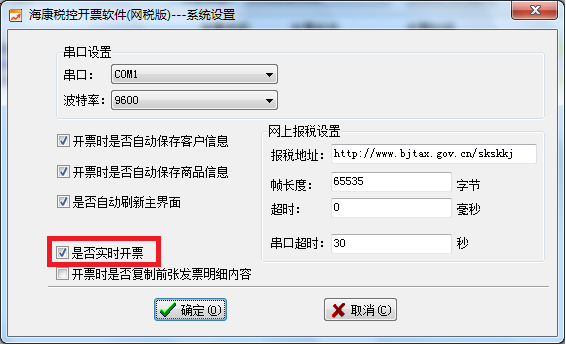 海康税控开票软件(网税版)---系统设置
串口设置
串口: COM1
波特率: 9600
开票时是否自动保存客户信息
开票时是否自动保存商品信息
是否自动刷新主界面
是否实时开票
开票时是否复制前张发票明细内容
网上报税设置
报税地址: http://www.bjtax.gov.cn/skskkj
帧长度: 65535 字节
超时: 0 毫秒
串口超时: 30 秒
确定(O)
取消(C)